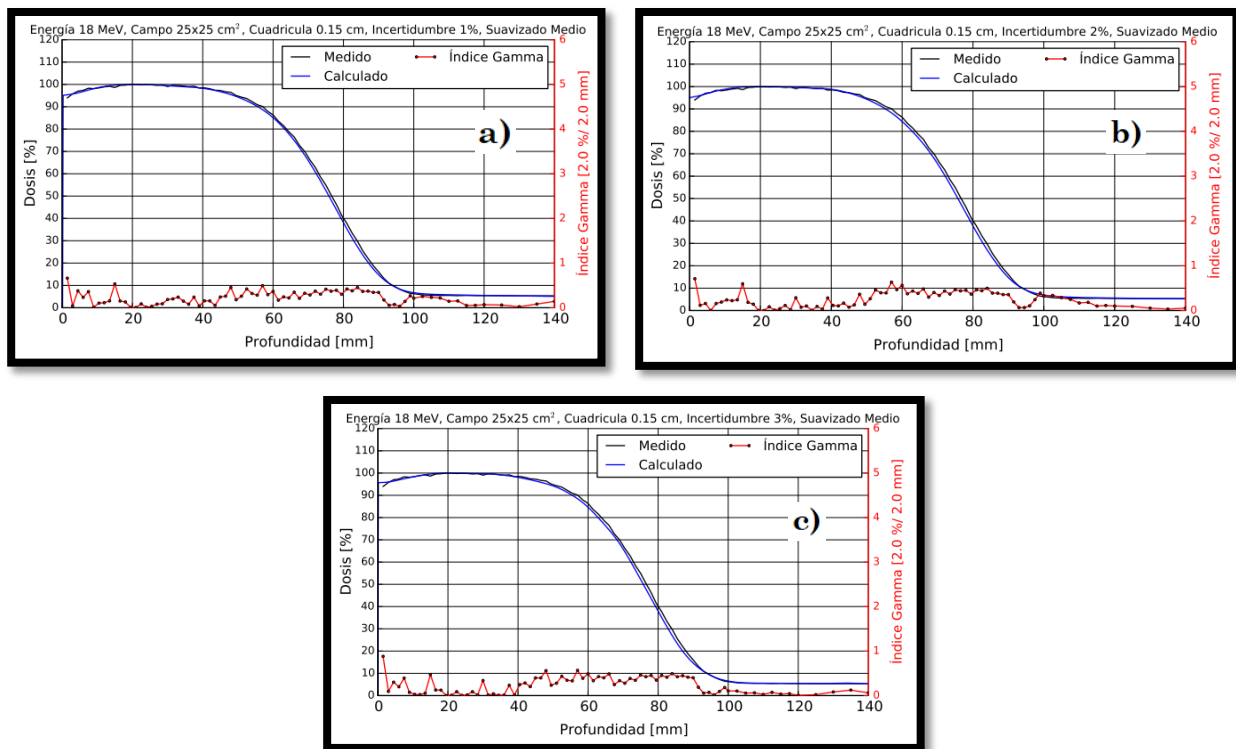 Energía 18 MeV, Campo 25x25 cm², Cuadricula 0.15 cm, Incertidumbre 1%, Suavizado Medio
120
110
100
90
80
70
60
50
40
30
20
10
0
Dosis [%]
Medido
Calculado
Índice Gamma
a)
6
5
4
3
2
1
0
Índice Gamma [2.0 %/ 2.0 mm]
0 20 40 60 80 100 120 140
Profundidad [mm]
Energía 18 MeV, Campo 25x25 cm², Cuadricula 0.15 cm, Incertidumbre 2%, Suavizado Medio
120
110
100
90
80
70
60
50
40
30
20
10
0
Dosis [%]
Medido
Calculado
Índice Gamma
b)
6
5
4
3
2
1
0
Índice Gamma [2.0 %/ 2.0 mm]
0 20 40 60 80 100 120 140
Profundidad [mm]
Energía 18 MeV, Campo 25x25 cm², Cuadricula 0.15 cm, Incertidumbre 3%, Suavizado Medio
120
110
100
90
80
70
60
50
40
30
20
10
0
Dosis [%]
Medido
Calculado
Índice Gamma
c)
6
5
4
3
2
1
0
Índice Gamma [2.0 %/ 2.0 mm]
0 20 40 60 80 100 120 140
Profundidad [mm]